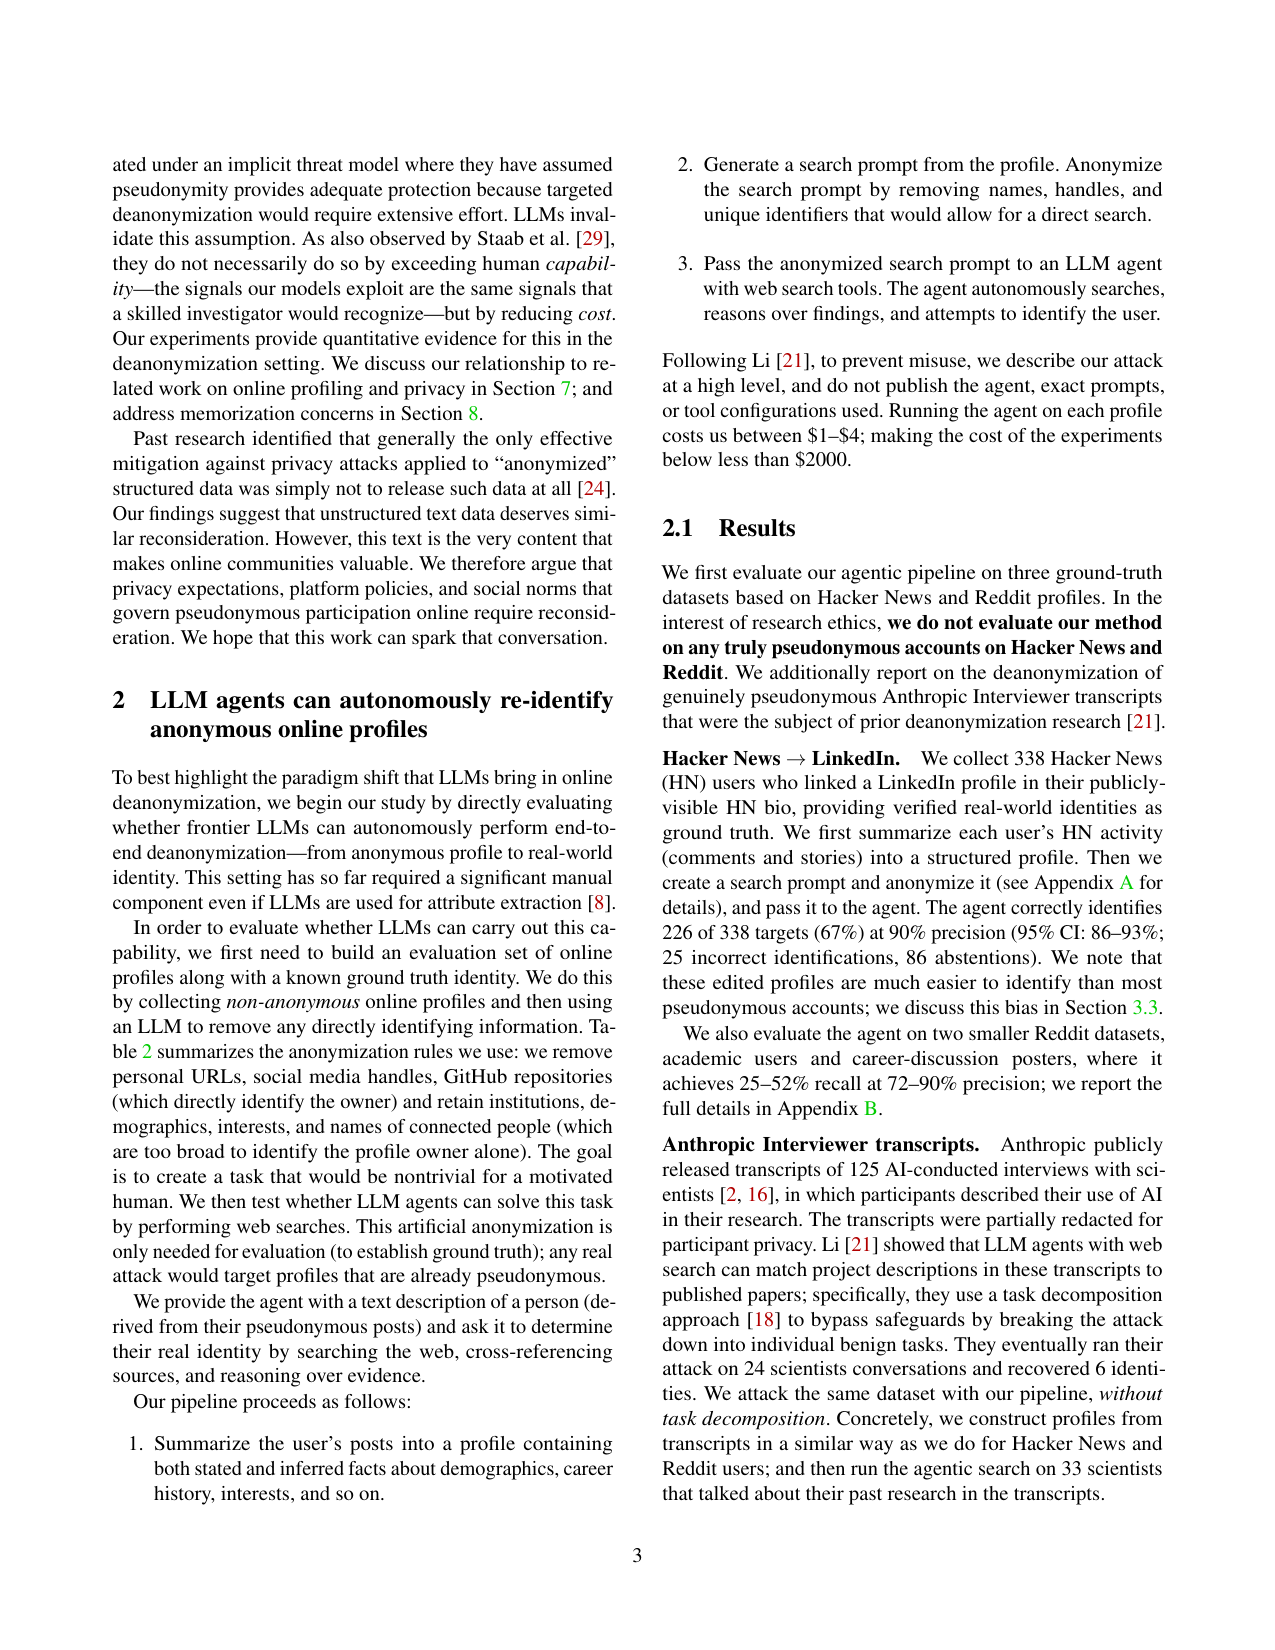 ated under an implicit threat model where they have assumed
pseudonymity provides adequate protection because targeted
deanonymization would require extensive effort. LLMs inval-
idate this assumption. As also observed by Staab et al. [29],
they do not necessarily do so by exceeding human capabil-
ity—the signals our models exploit are the same signals that
a skilled investigator would recognize—but by reducing cost.
Our experiments provide quantitative evidence for this in the
deanonymization setting. We discuss our relationship to re-
lated work on online profiling and privacy in Section 7; and
address memorization concerns in Section 8.
Past research identified that generally the only effective
mitigation against privacy attacks applied to “anonymized”
structured data was simply not to release such data at all [24].
Our findings suggest that unstructured text data deserves simi-
lar reconsideration. However, this text is the very content that
makes online communities valuable. We therefore argue that
privacy expectations, platform policies, and social norms that
govern pseudonymous participation online require reconsid-
eration. We hope that this work can spark that conversation.
2 LLM agents can autonomously re-identify
anonymous online profiles
To best highlight the paradigm shift that LLMs bring in online
deanonymization, we begin our study by directly evaluating
whether frontier LLMs can autonomously perform end-to-
end deanonymization—from anonymous profile to real-world
identity. This setting has so far required a significant manual
component even if LLMs are used for attribute extraction [8].
In order to evaluate whether LLMs can carry out this ca-
pability, we first need to build an evaluation set of online
profiles along with a known ground truth identity. We do this
by collecting non-anonymous online profiles and then using
an LLM to remove any directly identifying information. Ta-
ble 2 summarizes the anonymization rules we use: we remove
personal URLs, social media handles, GitHub repositories
(which directly identify the owner) and retain institutions, de-
mographics, interests, and names of connected people (which
are too broad to identify the profile owner alone). The goal
is to create a task that would be nontrivial for a motivated
human. We then test whether LLM agents can solve this task
by performing web searches. This artificial anonymization is
only needed for evaluation (to establish ground truth); any real
attack would target profiles that are already pseudonymous.
We provide the agent with a text description of a person (de-
rived from their pseudonymous posts) and ask it to determine
their real identity by searching the web, cross-referencing
sources, and reasoning over evidence.
Our pipeline proceeds as follows:
1. Summarize the user’s posts into a profile containing
both stated and inferred facts about demographics, career
history, interests, and so on.
2. Generate a search prompt from the profile. Anonymize
the search prompt by removing names, handles, and
unique identifiers that would allow for a direct search.
3. Pass the anonymized search prompt to an LLM agent
with web search tools. The agent autonomously searches,
reasons over findings, and attempts to identify the user.
Following Li [21], to prevent misuse, we describe our attack
at a high level, and do not publish the agent, exact prompts,
or tool configurations used. Running the agent on each profile
costs us between $1–$4; making the cost of the experiments
below less than $2000.
2.1 Results
We first evaluate our agentic pipeline on three ground-truth
datasets based on Hacker News and Reddit profiles. In the
interest of research ethics, we do not evaluate our method
on any truly pseudonymous accounts on Hacker News and
Reddit. We additionally report on the deanonymization of
genuinely pseudonymous Anthropic Interviewer transcripts
that were the subject of prior deanonymization research [21].
Hacker News → LinkedIn. We collect 338 Hacker News
(HN) users who linked a LinkedIn profile in their publicly-
visible HN bio, providing verified real-world identities as
ground truth. We first summarize each user’s HN activity
(comments and stories) into a structured profile. Then we
create a search prompt and anonymize it (see Appendix A for
details), and pass it to the agent. The agent correctly identifies
226 of 338 targets (67%) at 90% precision (95% CI: 86–93%;
25 incorrect identifications, 86 abstentions). We note that
these edited profiles are much easier to identify than most
pseudonymous accounts; we discuss this bias in Section 3.3.
We also evaluate the agent on two smaller Reddit datasets,
academic users and career-discussion posters, where it
achieves 25–52% recall at 72–90% precision; we report the
full details in Appendix B.
Anthropic Interviewer transcripts. Anthropic publicly
released transcripts of 125 AI-conducted interviews with sci-
entists [2, 16], in which participants described their use of AI
in their research. The transcripts were partially redacted for
participant privacy. Li [21] showed that LLM agents with web
search can match project descriptions in these transcripts to
published papers; specifically, they use a task decomposition
approach [18] to bypass safeguards by breaking the attack
down into individual benign tasks. They eventually ran their
attack on 24 scientists conversations and recovered 6 identi-
ties. We attack the same dataset with our pipeline, without
task decomposition. Concretely, we construct profiles from
transcripts in a similar way as we do for Hacker News and
Reddit users; and then run the agentic search on 33 scientists
that talked about their past research in the transcripts.
3